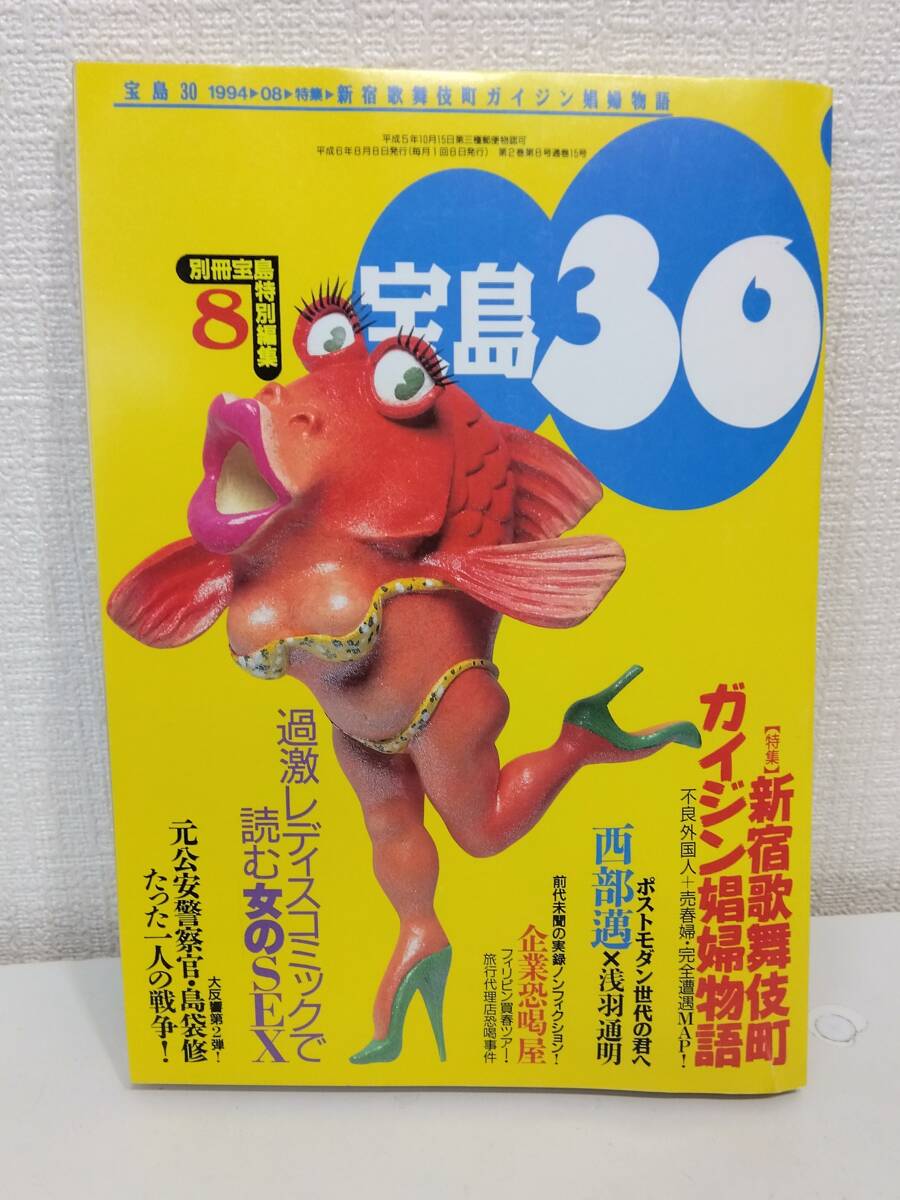 宝島30 1994▶08▶特集▶新宿歌舞伎町ガイジン娼婦物語
平成5年10月15日第三種郵便物認可
平成6年8月8日発行(毎月1回8日発行) 第2巻第8号通巻15号
別冊宝島特別編集
8
宝島30
【特集】新宿歌舞伎町
ガイジン娼婦物語
不良外国人+売春婦・完全遭遇MAP!
ポストモダン世代の君へ
西部邁×浅羽通明
前代未聞の実録ノンフィクション!
企業恐喝屋
フィリピン買春ツアー・
旅行代理店恐喝事件
過激レディスコミックで
読む女のSEX
大反響第2弾!
元公安警察官・島袋修
たった一人の戦争!